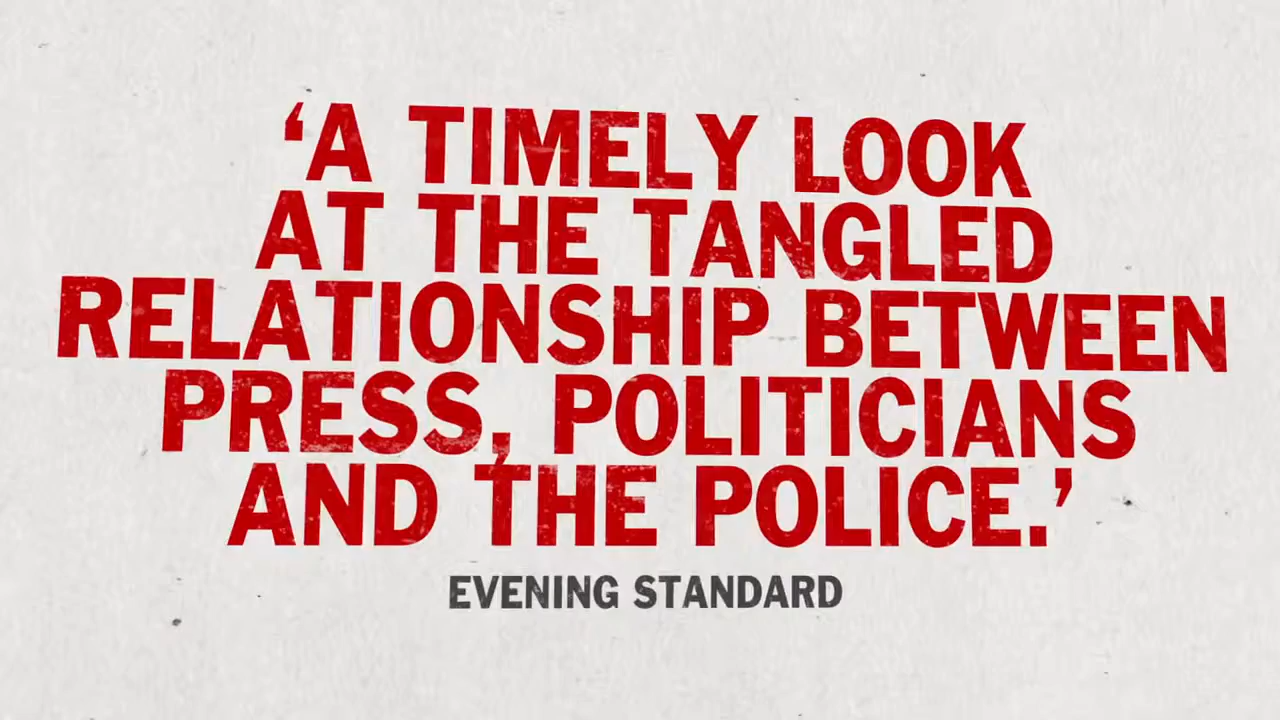 ‘A TIMELY LOOK
AT THE TANGLED
RELATIONSHIP BETWEEN
PRESS, POLITICIANS
AND THE POLICE.’
EVENING STANDARD